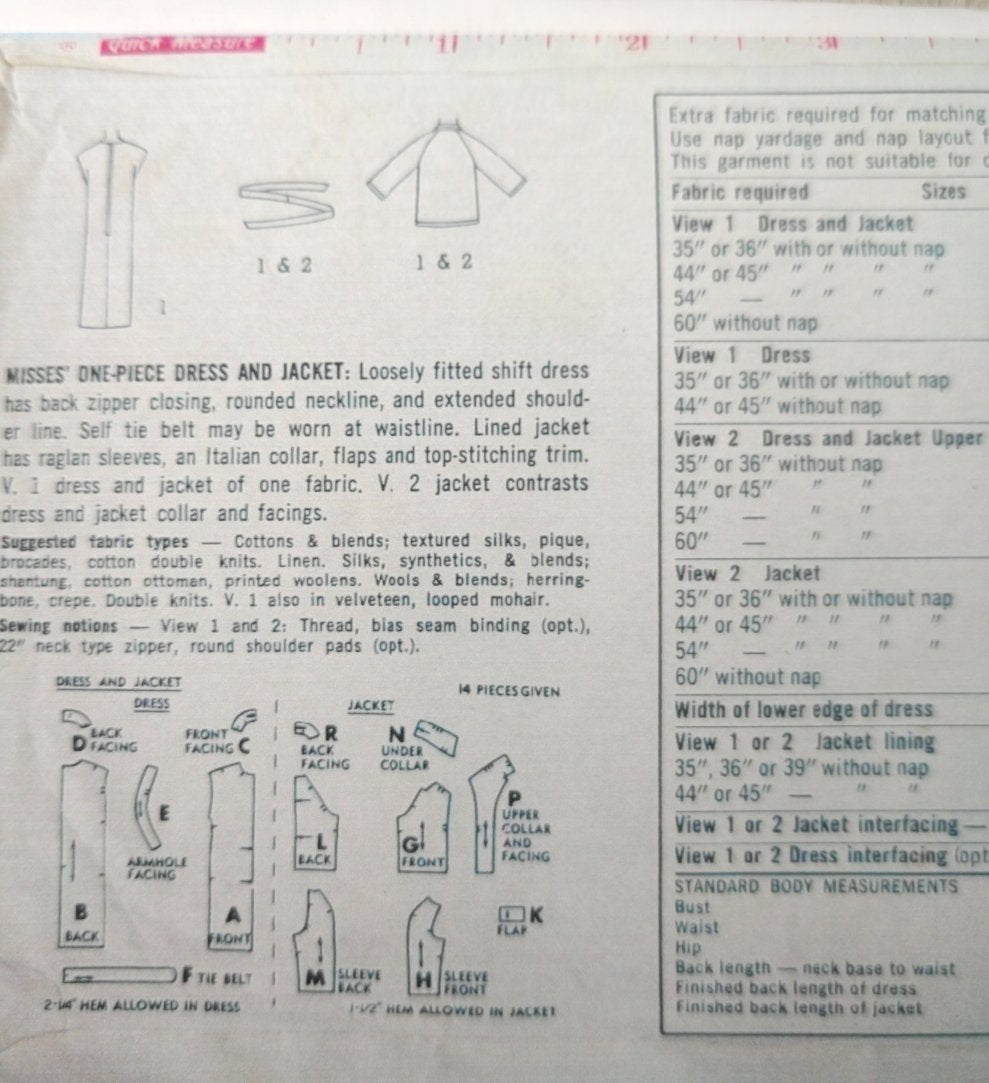 Quick Measure 1 2 3
1
1 & 2
1 & 2
MISSES' ONE-PIECE DRESS AND JACKET: Loosely fitted shift dress
has back zipper closing, rounded neckline, and extended should-
er line. Self tie belt may be worn at waistline. Lined jacket
has raglan sleeves, an Italian collar, flaps and top-stitching trim.
V. 1 dress and jacket of one fabric. V. 2 jacket contrasts
dress and jacket collar and facings.
Suggested fabric types — Cottons & blends; textured silks, pique,
brocades, cotton double knits. Linen. Silks, synthetics, & blends;
shantung, cotton ottoman, printed woolens. Wools & blends; herring-
bone, crepe. Double knits. V. 1 also in velveteen, looped mohair.
Sewing notions — View 1 and 2: Thread, bias seam binding (opt.),
22" neck type zipper, round shoulder pads (opt.).
DRESS AND JACKET
14 PIECES GIVEN
DRESS
BACK
D FACING
FRONT
FACING C
E
ARMHOLE
FACING
B
BACK
A
FRONT
F TIE BELT
2-1/4" HEM ALLOWED IN DRESS
JACKET
R
BACK
FACING
N
UNDER
COLLAR
L
BACK
G
FRONT
P
UPPER
COLLAR
AND
FACING
M SLEEVE
BACK
H SLEEVE
FRONT
K
FLAP
1-1/2" HEM ALLOWED IN JACKET
Extra fabric required for matching
Use nap yardage and nap layout f
This garment is not suitable for
Fabric required Sizes
View 1 Dress and Jacket
35" or 36" with or without nap
44" or 45" " " " "
54" — " " " "
60" without nap
View 1 Dress
35" or 36" with or without nap
44" or 45" without nap
View 2 Dress and Jacket Upper
35" or 36" without nap
44" or 45" " "
54" — " "
60" — " "
View 2 Jacket
35" or 36" with or without nap
44" or 45" " " " "
54" — " " " "
60" without nap
Width of lower edge of dress
View 1 or 2 Jacket lining
35", 36" or 39" without nap
44" or 45" — " "
View 1 or 2 Jacket interfacing —
View 1 or 2 Dress interfacing (opt
STANDARD BODY MEASUREMENTS
Bust
Waist
Hip
Back length — neck base to waist
Finished back length of dress
Finished back length of jacket